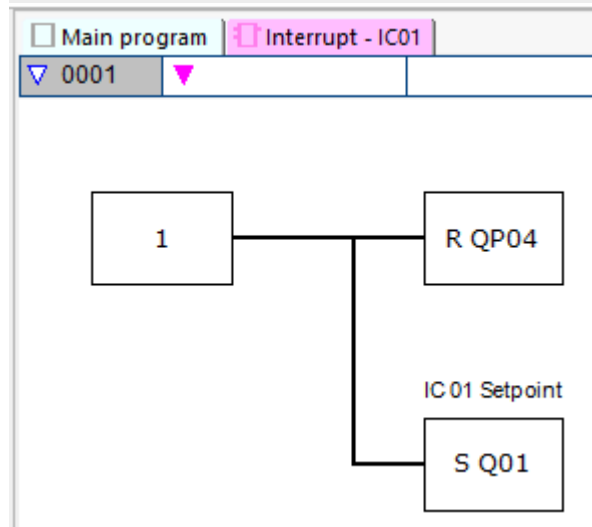 Main program Interrupt - IC01
0001
1 R QP04
IC 01 Setpoint
S Q01